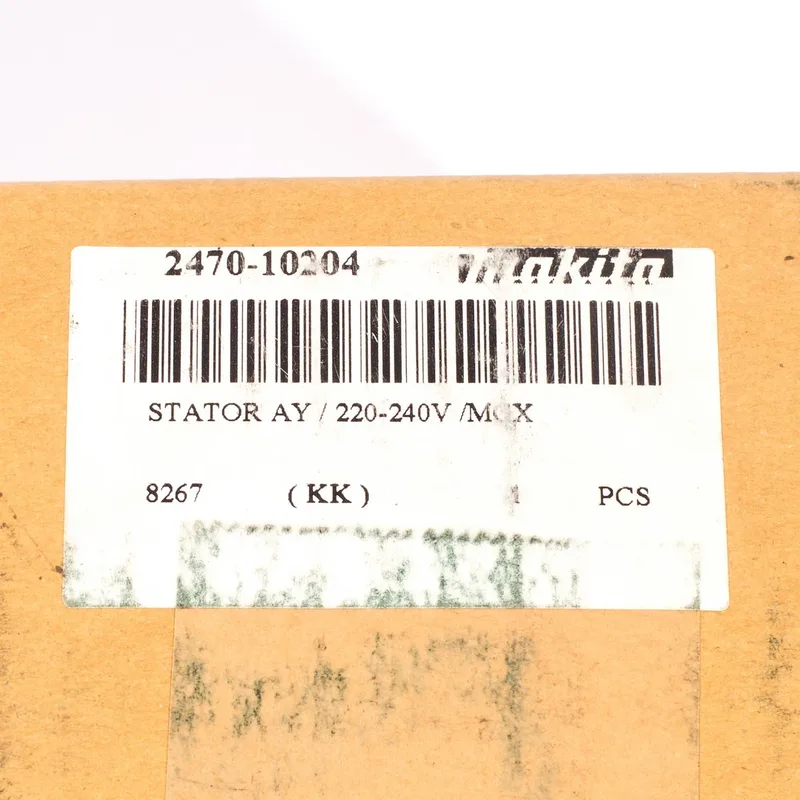 2470-10204 makita
STATOR AY / 220-240V /MCX
8267 ( KK ) 1 PCS